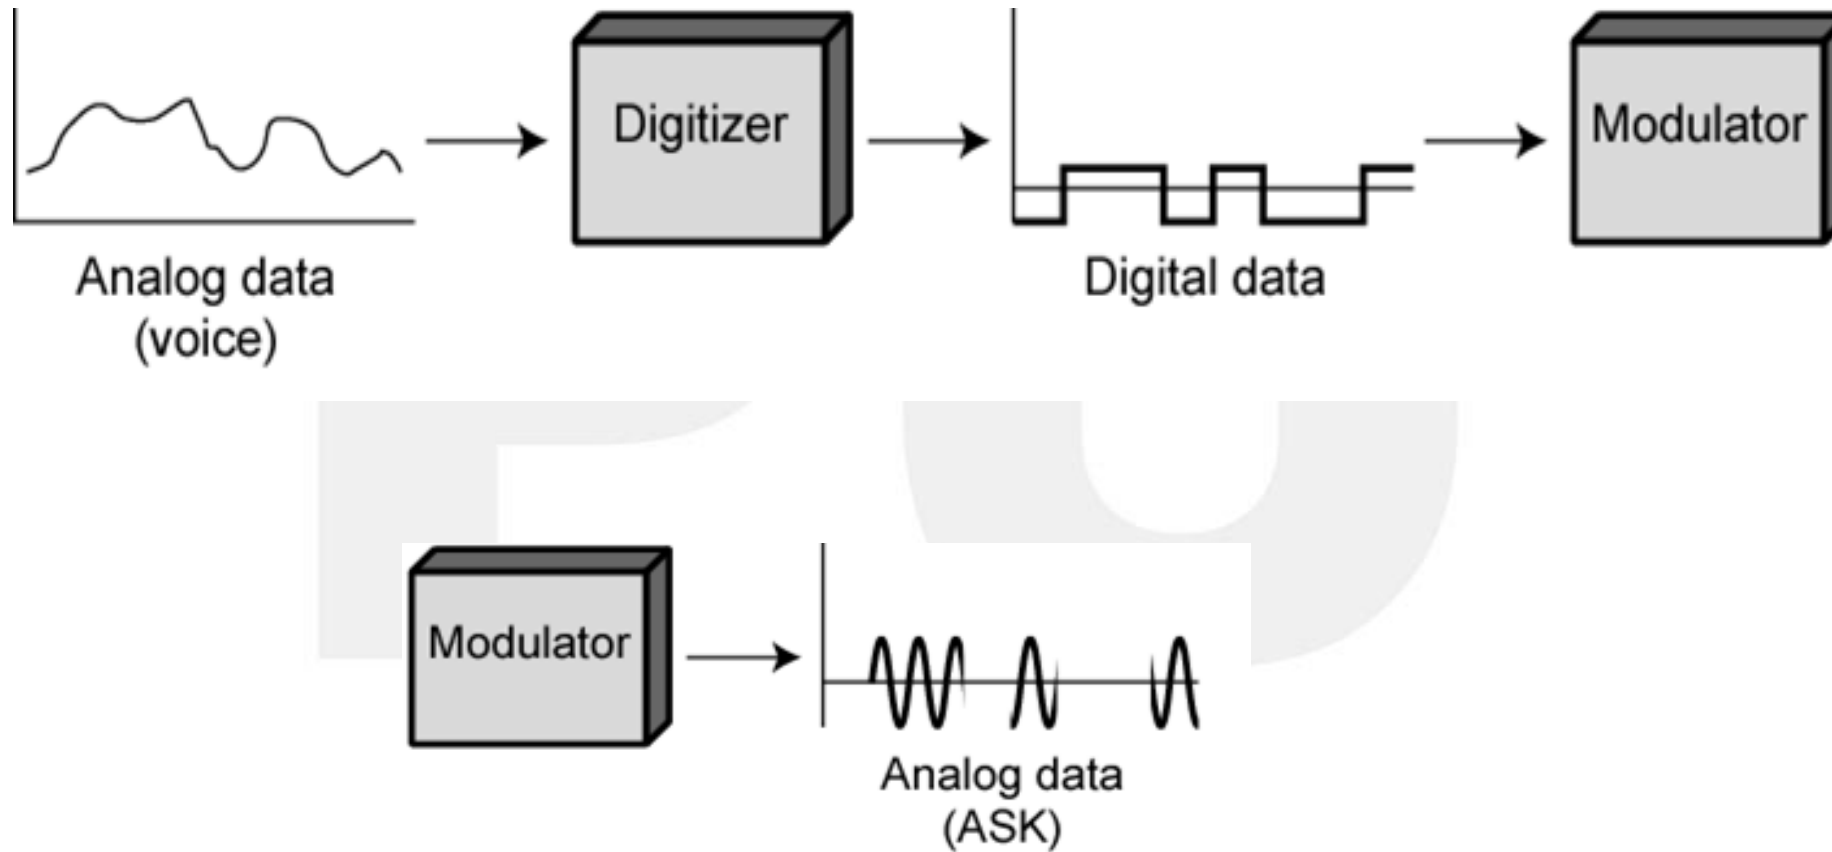 Digitizer
Modulator
Analog data
(voice)
Digital data
Modulator
Analog data
(ASK)